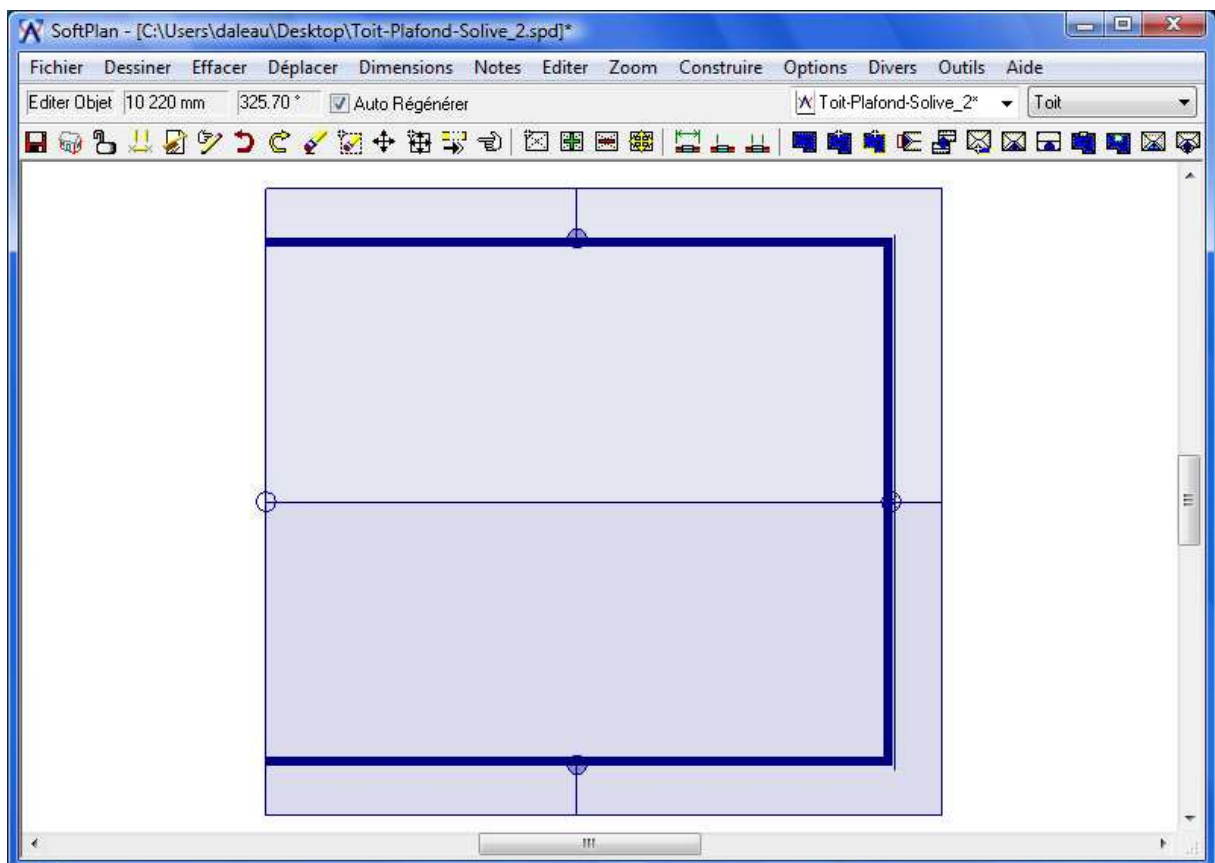 SoftPlan - [C:\Users\daleau\Desktop\Toit-Plafond-Solive_2.spd]*
Fichier Dessiner Effacer Déplacer Dimensions Notes Editer Zoom Construire Options Divers Outils Aide
Editer Objet 10 220 mm 325.70 ° Auto Régénérer Toit-Plafond-Solive_2* Toit